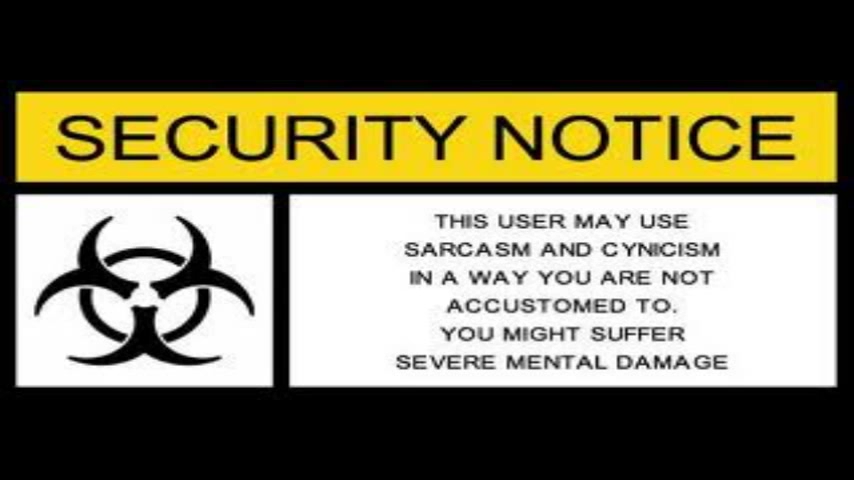 SECURITY NOTICE
THIS USER MAY USE
SARCASM AND CYNICISM
IN A WAY YOU ARE NOT
ACCUSTOMED TO.
YOU MIGHT SUFFER
SEVERE MENTAL DAMAGE